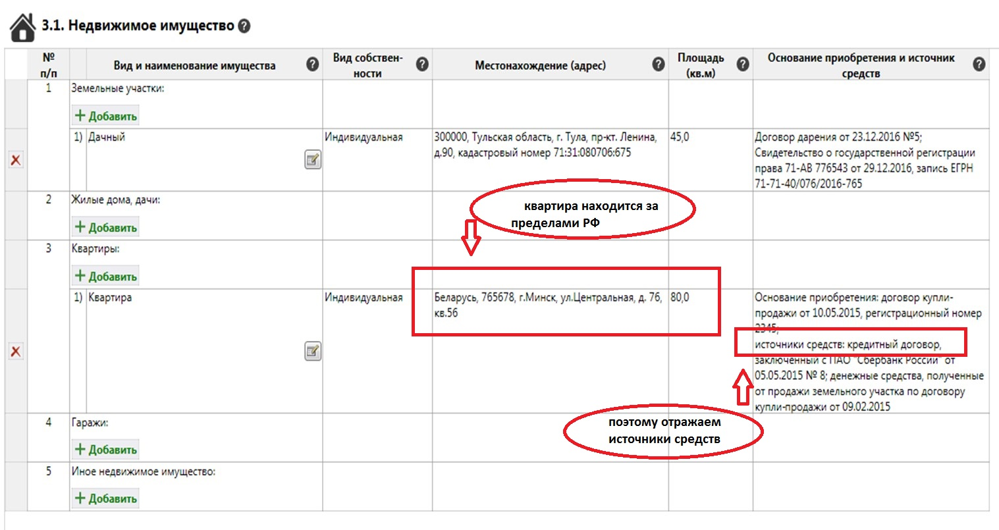 3.1. Недвижимое имущество ?
№ п/п
Вид и наименование имущества ?
Вид собствен-
ности ?
Местонахождение (адрес) ?
Площадь
(кв.м) ?
Основание приобретения и источник
средств ?
1 Земельные участки:
+ Добавить
1) Дачный
Индивидуальная
300000, Тульская область, г. Тула, пр-кт. Ленина,
д.90, кадастровый номер 71:31:080706:675
45,0
Договор дарения от 23.12.2016 №5;
Свидетельство о государственной регистрации
права 71-АВ 776543 от 29.12.2016, запись ЕГРН
71-71-40/076/2016-765
2 Жилые дома, дачи:
+ Добавить
квартира находится за
пределами РФ
3 Квартиры:
+ Добавить
1) Квартира
Индивидуальная
Беларусь, 765678, г.Минск, ул.Центральная, д. 76,
кв.56
80,0
Основание приобретения: договор купли-
продажи от 10.05.2015, регистрационный номер
2345;
источники средств: кредитный договор,
заключенный с ПАО "Сбербанк России" от
05.05.2015 № 8; денежные средства, полученные
от продажи земельного участка по договору
купли-продажи от 09.02.2015
поэтому отражаем
источники средств
4 Гаражи:
+ Добавить
5 Иное недвижимое имущество:
+ Добавить